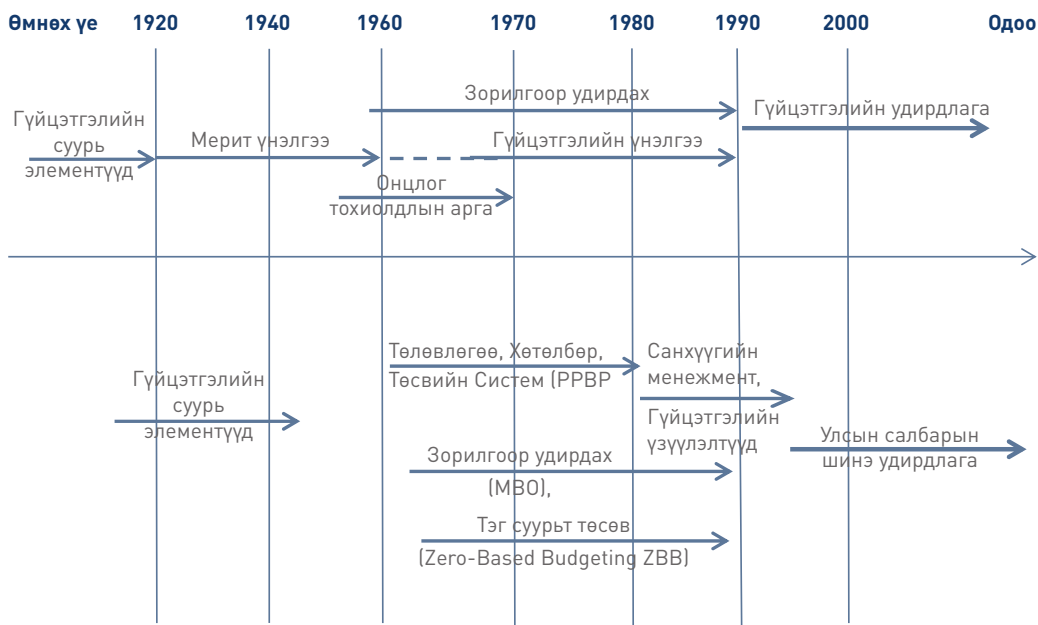 Өмнөх үе 1920 1940 1960 1970 1980 1990 2000 Одоо
Зорилгоор удирдах
Гүйцэтгэлийн удирдлага
Гүйцэтгэлийн
суурь
элементүүд
Мерит үнэлгээ
Гүйцэтгэлийн үнэлгээ
Онцлог
тохиолдлын арга
Төлөвлөгөө, Хөтөлбөр,
Төсвийн Систем (PPBP
Санхүүгийн
менежмент,
Гүйцэтгэлийн
үзүүлэлтүүд
Гүйцэтгэлийн
суурь
элементүүд
Улсын салбарын
шинэ удирдлага
Зорилгоор удирдах
(MBO),
Тэг суурьт төсөв
(Zero-Based Budgeting ZBB)